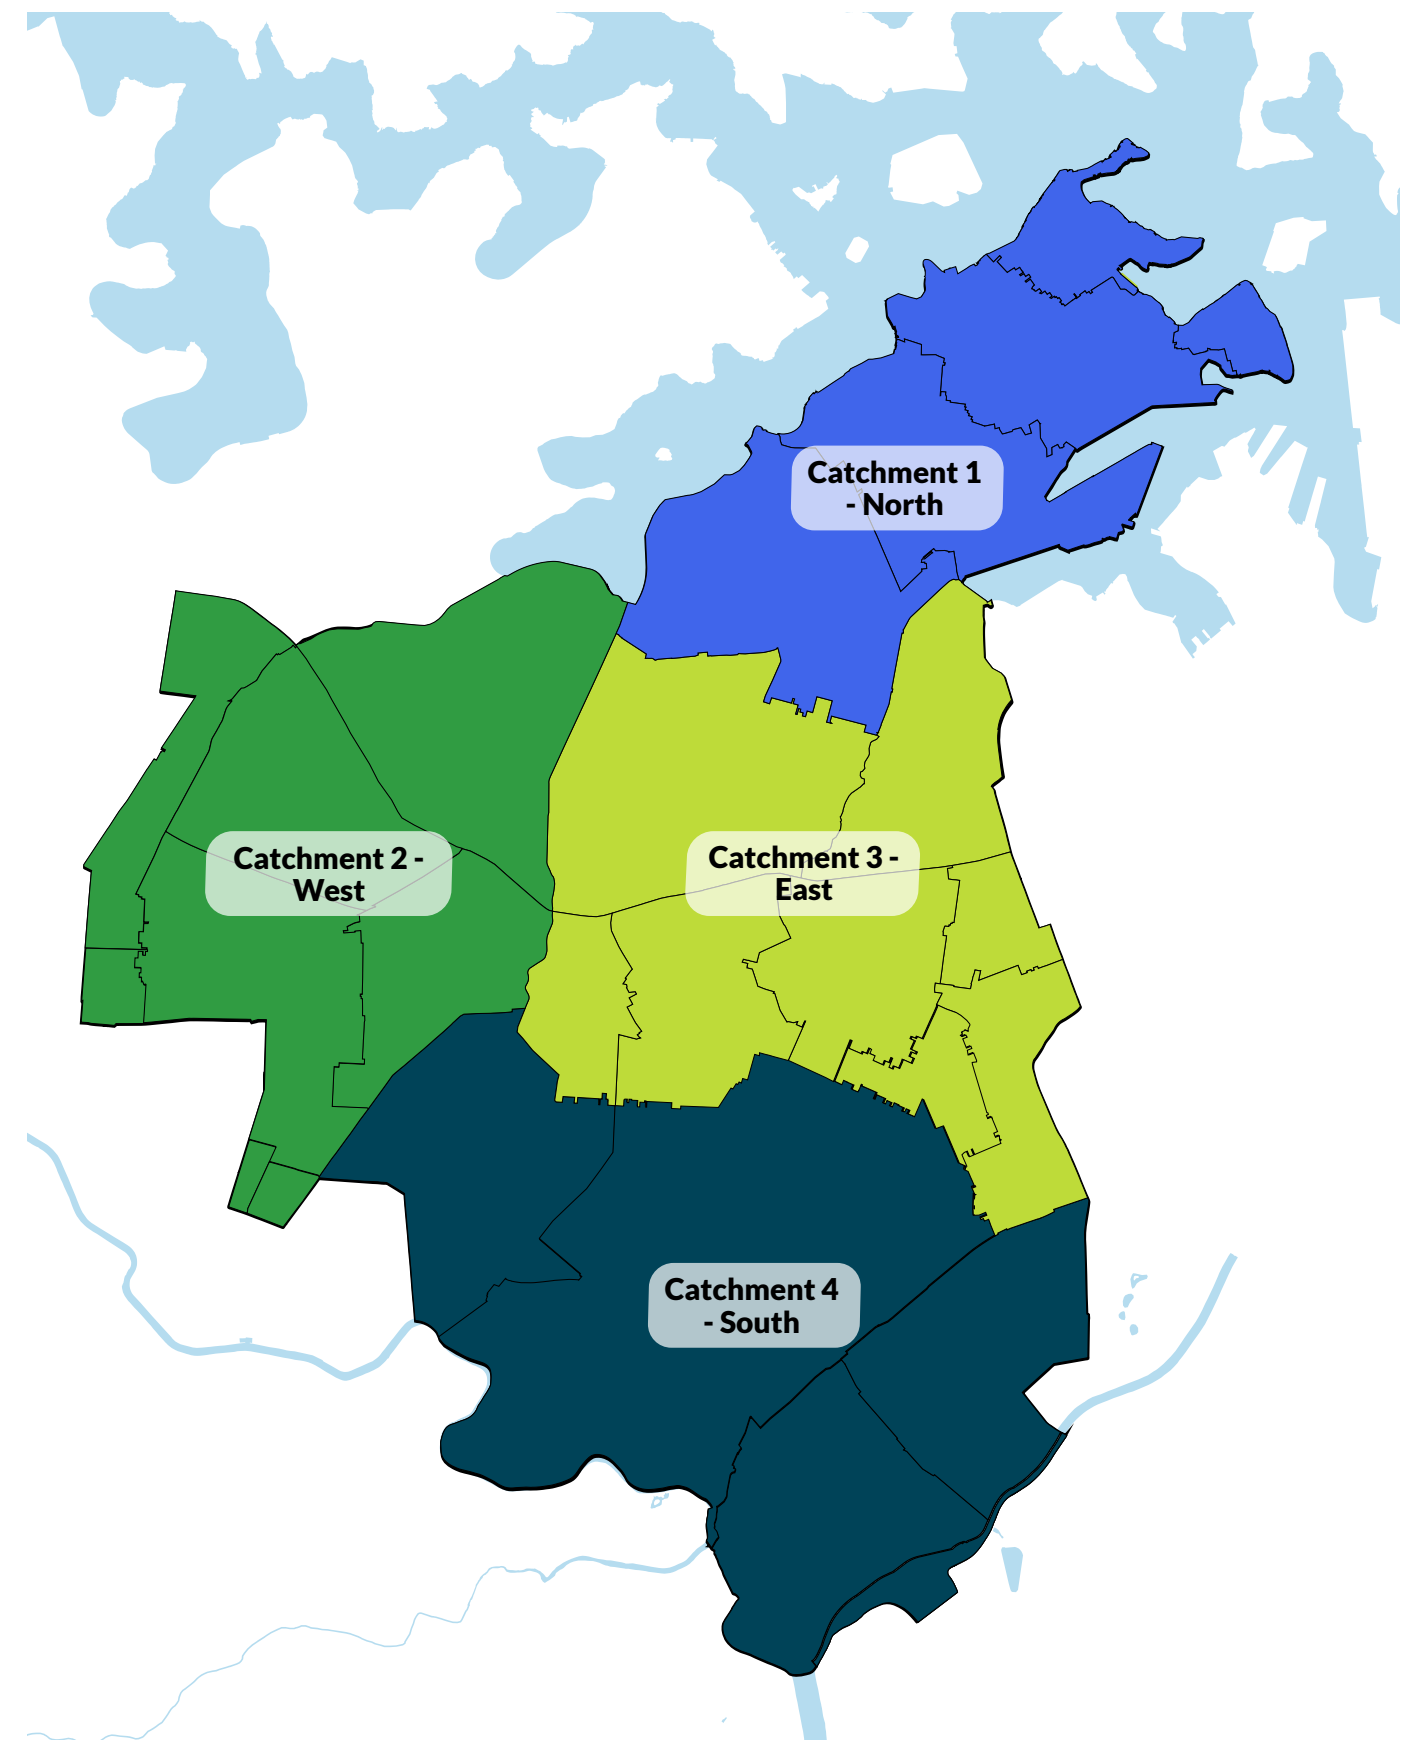 Catchment 1
- North
Catchment 2 -
West
Catchment 3 -
East
Catchment 4
- South